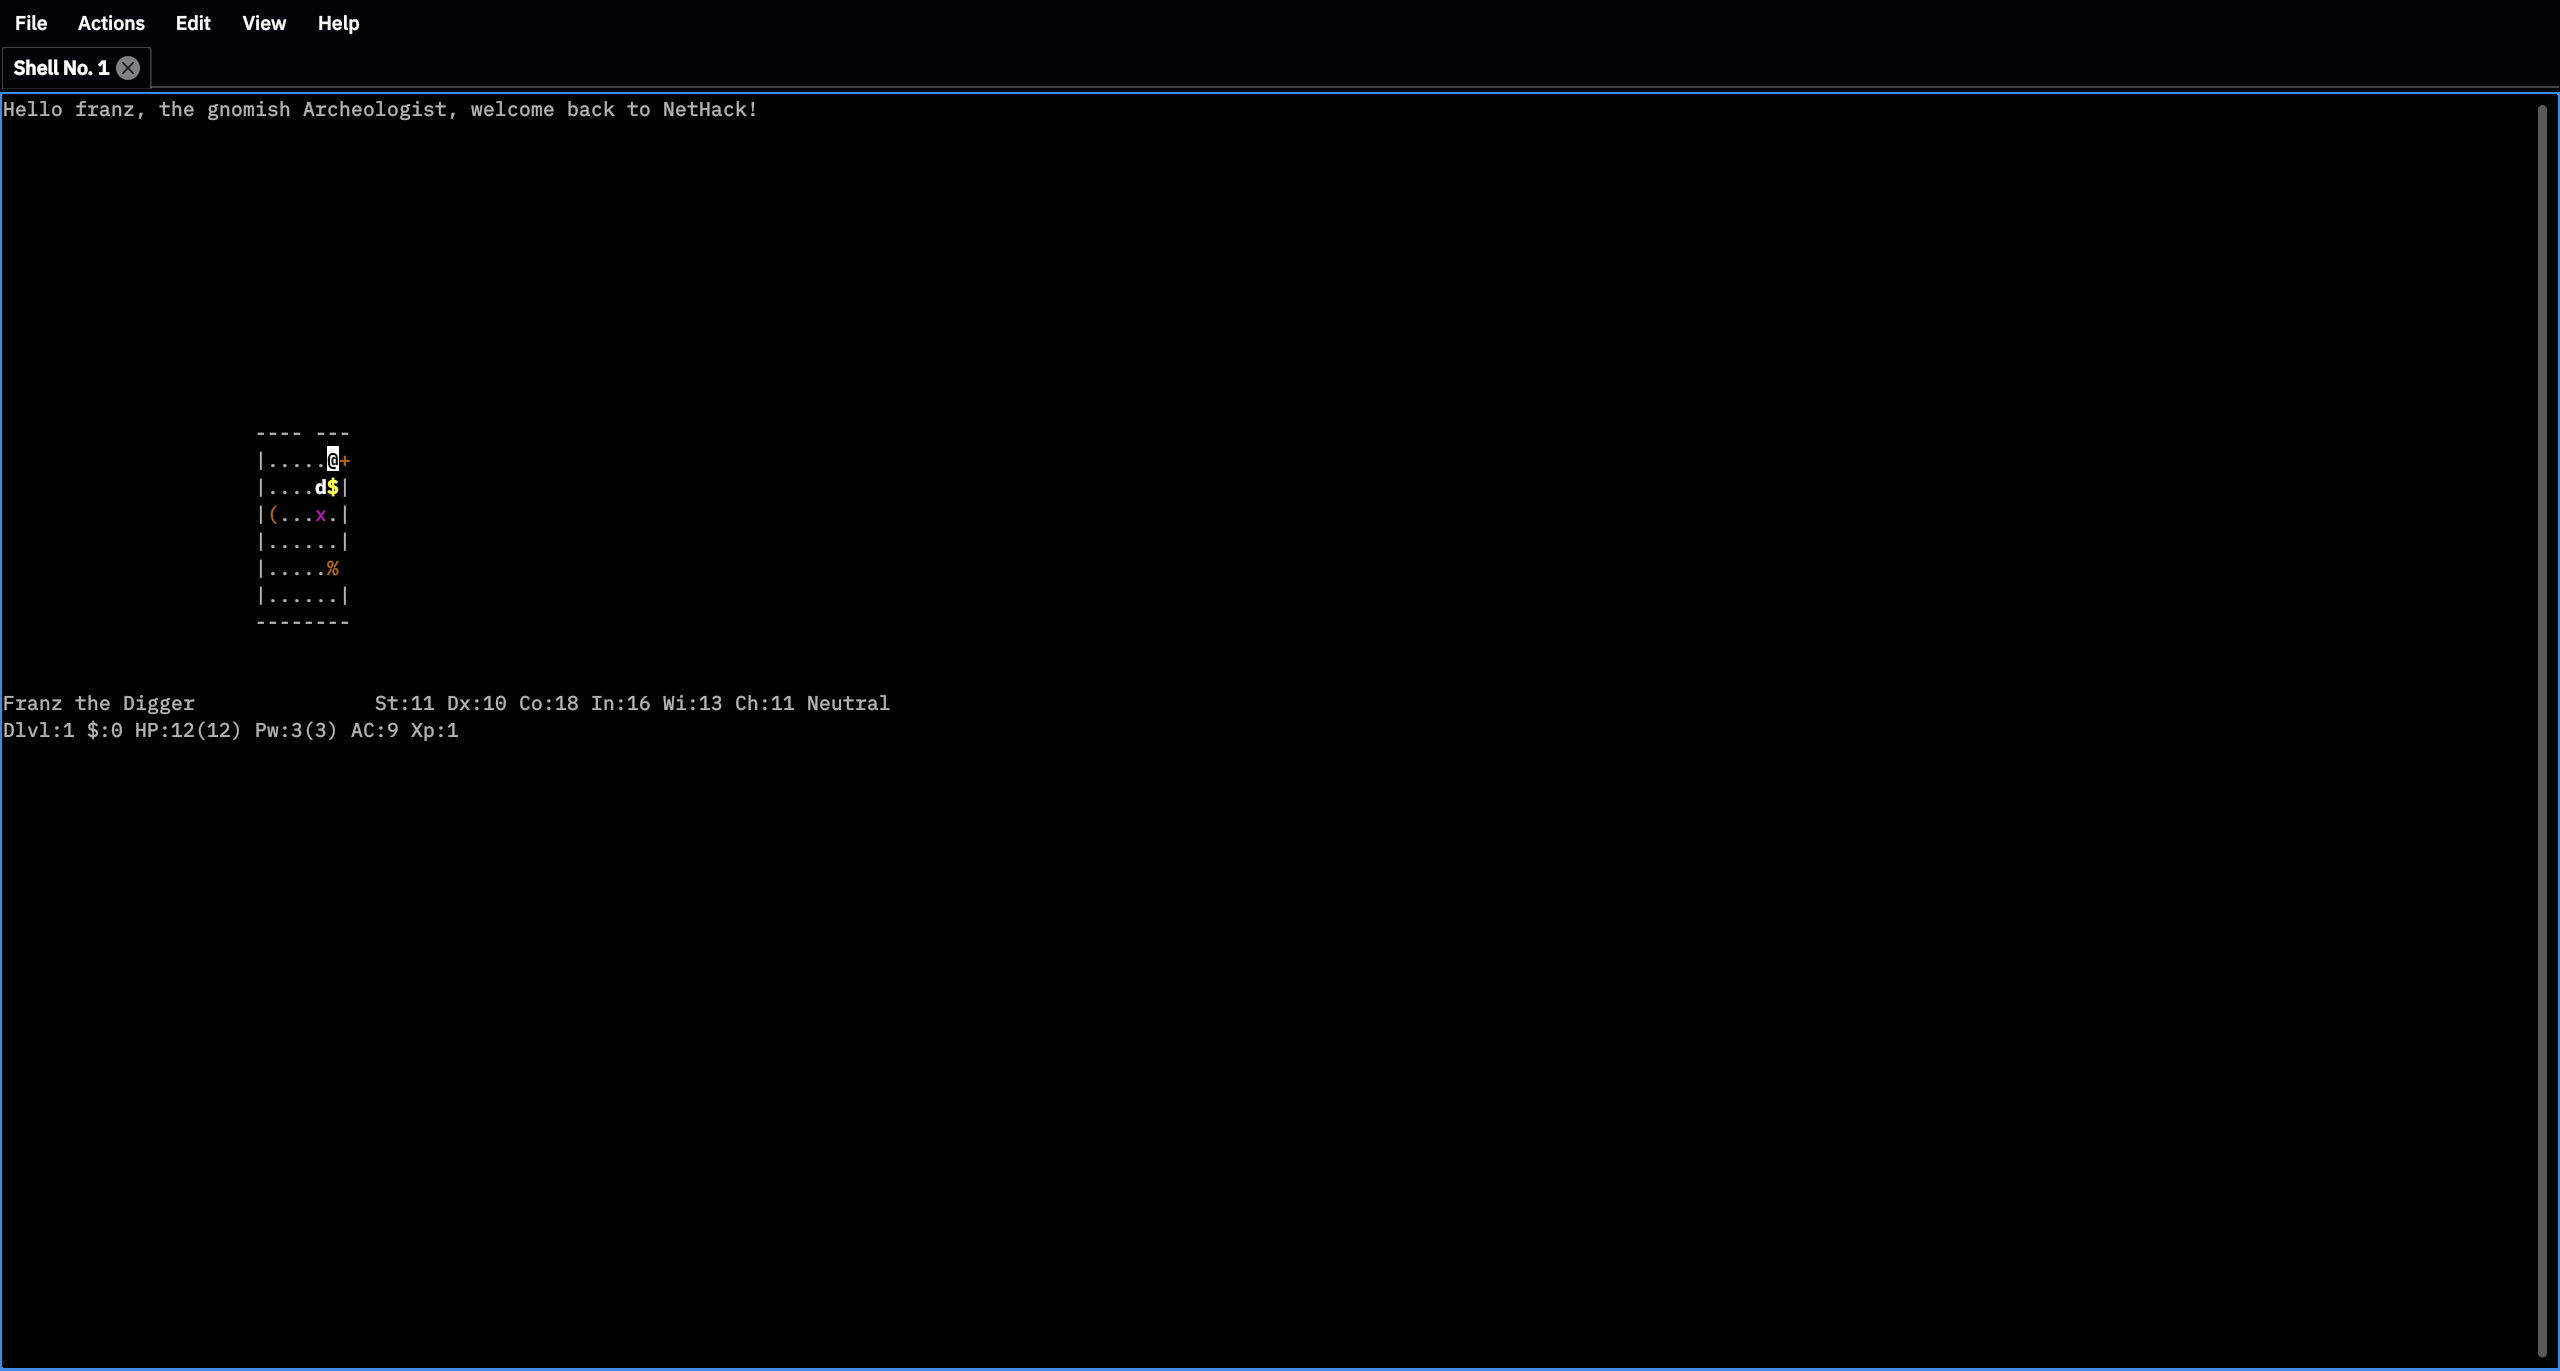 File Actions Edit View Help
Shell No. 1
Hello franz, the gnomish Archeologist, welcome back to NetHack!
---- ---
|.....@+
|....d$|
|(...x.|
|......|
|.....%
|......|
--------
Franz the Digger St:11 Dx:10 Co:18 In:16 Wi:13 Ch:11 Neutral
Dlvl:1 $:0 HP:12(12) Pw:3(3) AC:9 Xp:1